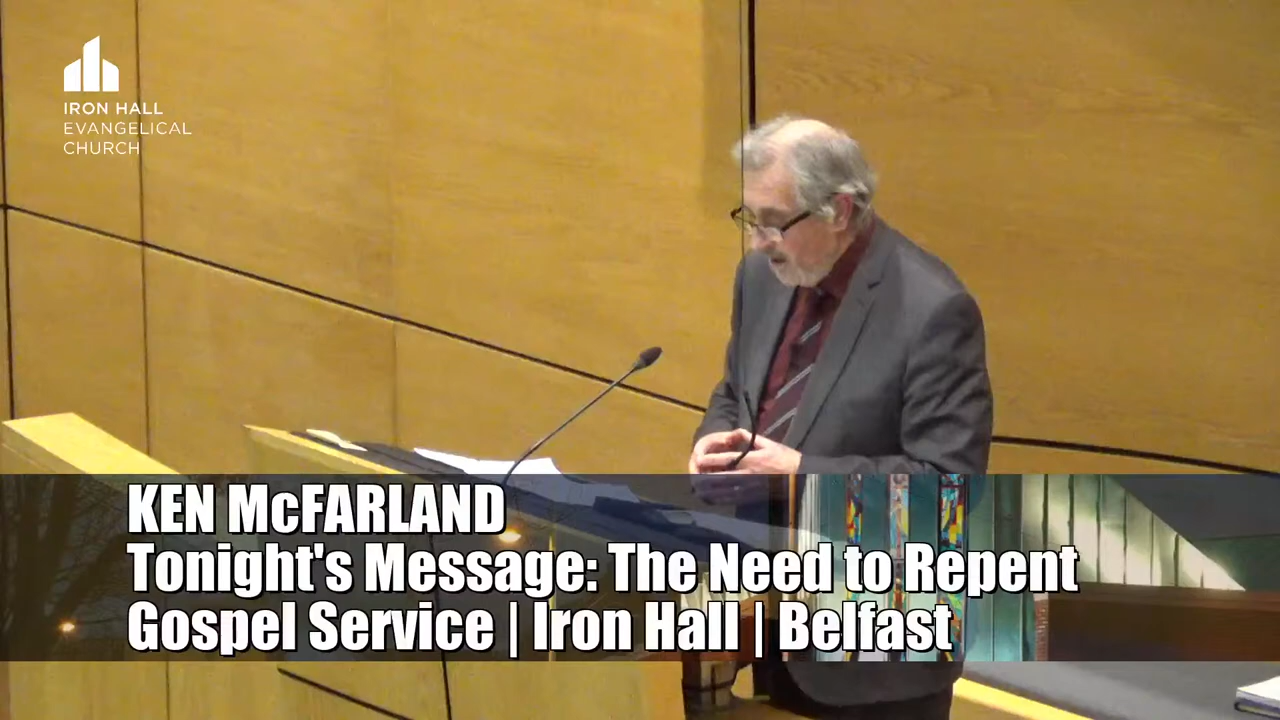 IRON HALL
EVANGELICAL
CHURCH
KEN McFARLAND
Tonight's Message: The Need to Repent
Gospel Service | Iron Hall | Belfast